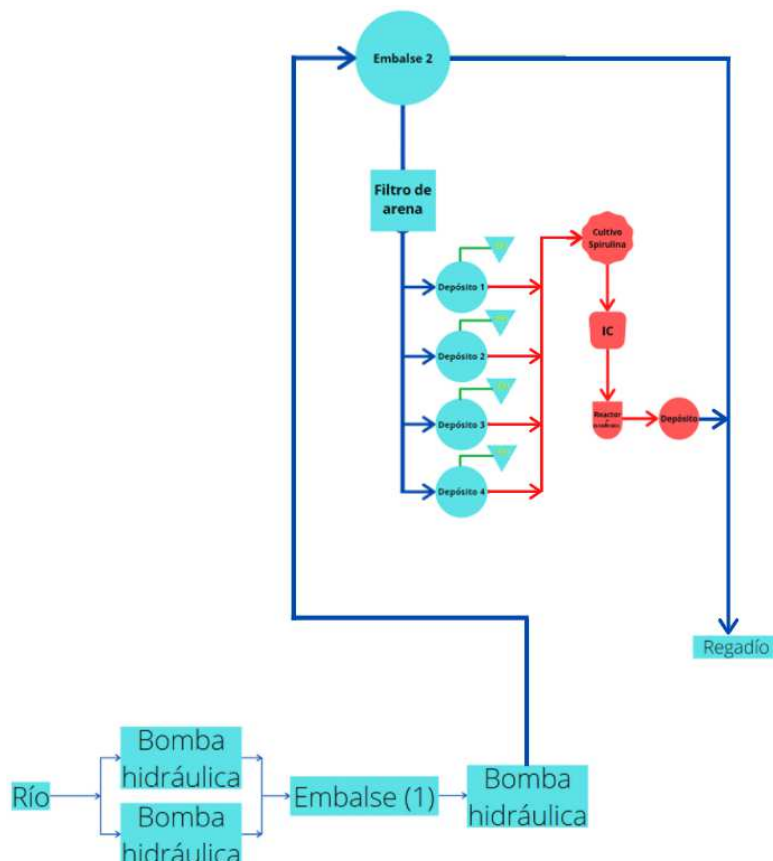 Embalse 2
Filtro de
arena
Cultivo
Spirulina
Depósito 1
IC
Depósito 2
Reactor
Depósito
Depósito 3
Depósito 4
Regadío
Bomba
hidráulica
Río
Embalse (1)
Bomba
hidráulica
Bomba
hidráulica